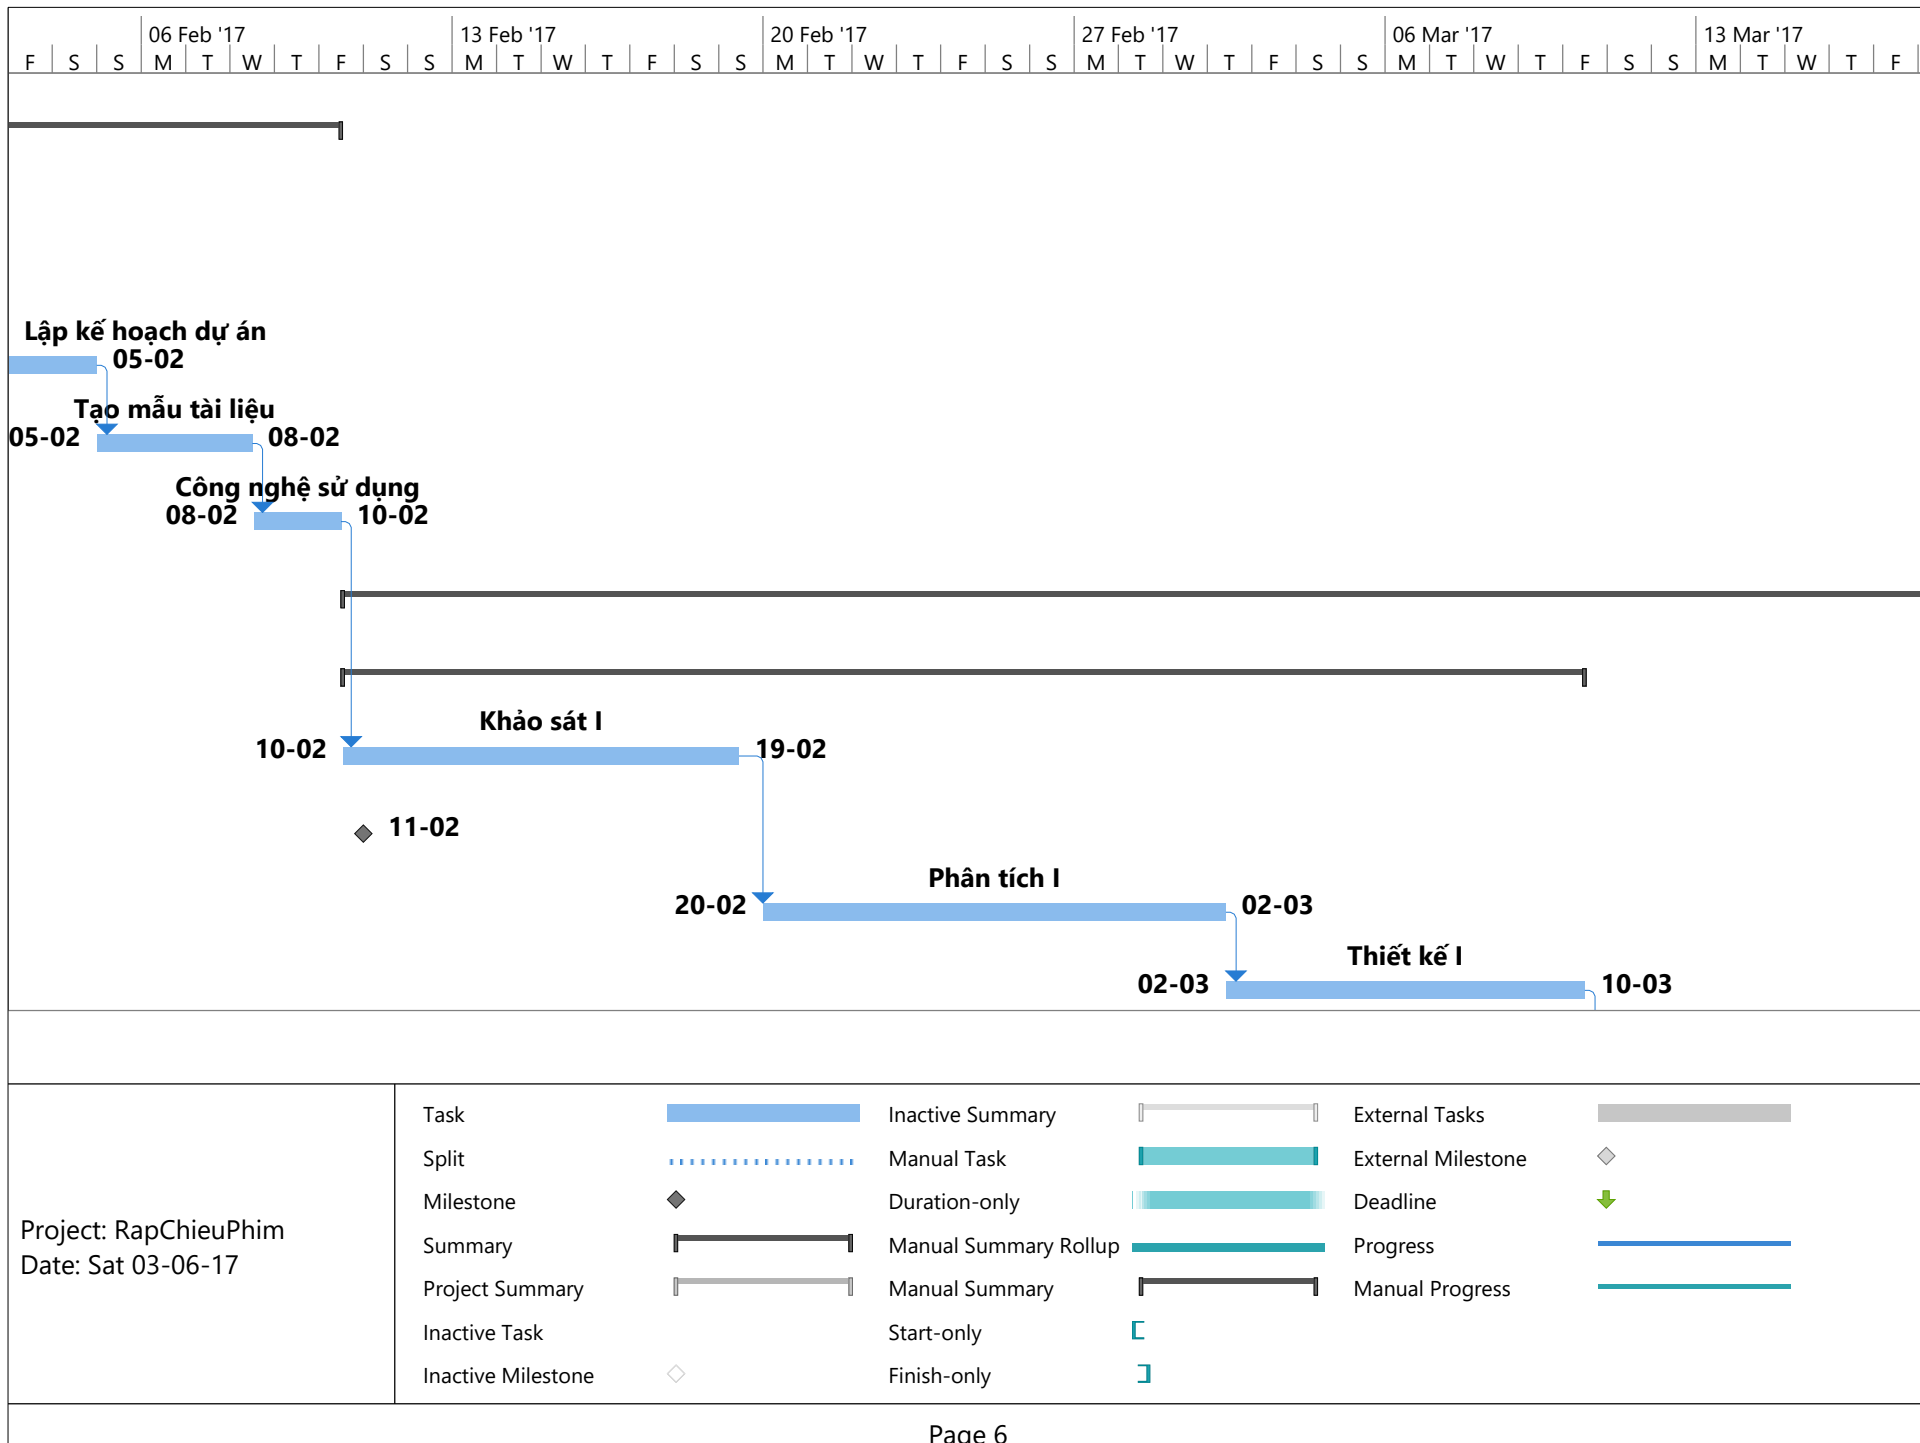 06 Feb '17 13 Feb '17 20 Feb '17 27 Feb '17 06 Mar '17 13 Mar '17
F S S M T W T F S S M T W T F S S M T W T F S S M T W T F S S M T W T F S S M T W T F
Lập kế hoạch dự án
05-02
Tạo mẫu tài liệu
05-02 08-02
Công nghệ sử dụng
08-02 10-02
Khảo sát I
10-02 19-02
11-02
Phân tích I
20-02 02-03
Thiết kế I
02-03 10-03
Project: RapChieuPhim
Date: Sat 03-06-17
Task
Split
Milestone
Summary
Project Summary
Inactive Task
Inactive Milestone
Inactive Summary
Manual Task
Duration-only
Manual Summary Rollup
Manual Summary
Start-only
Finish-only
External Tasks
External Milestone
Deadline
Progress
Manual Progress
Page 6